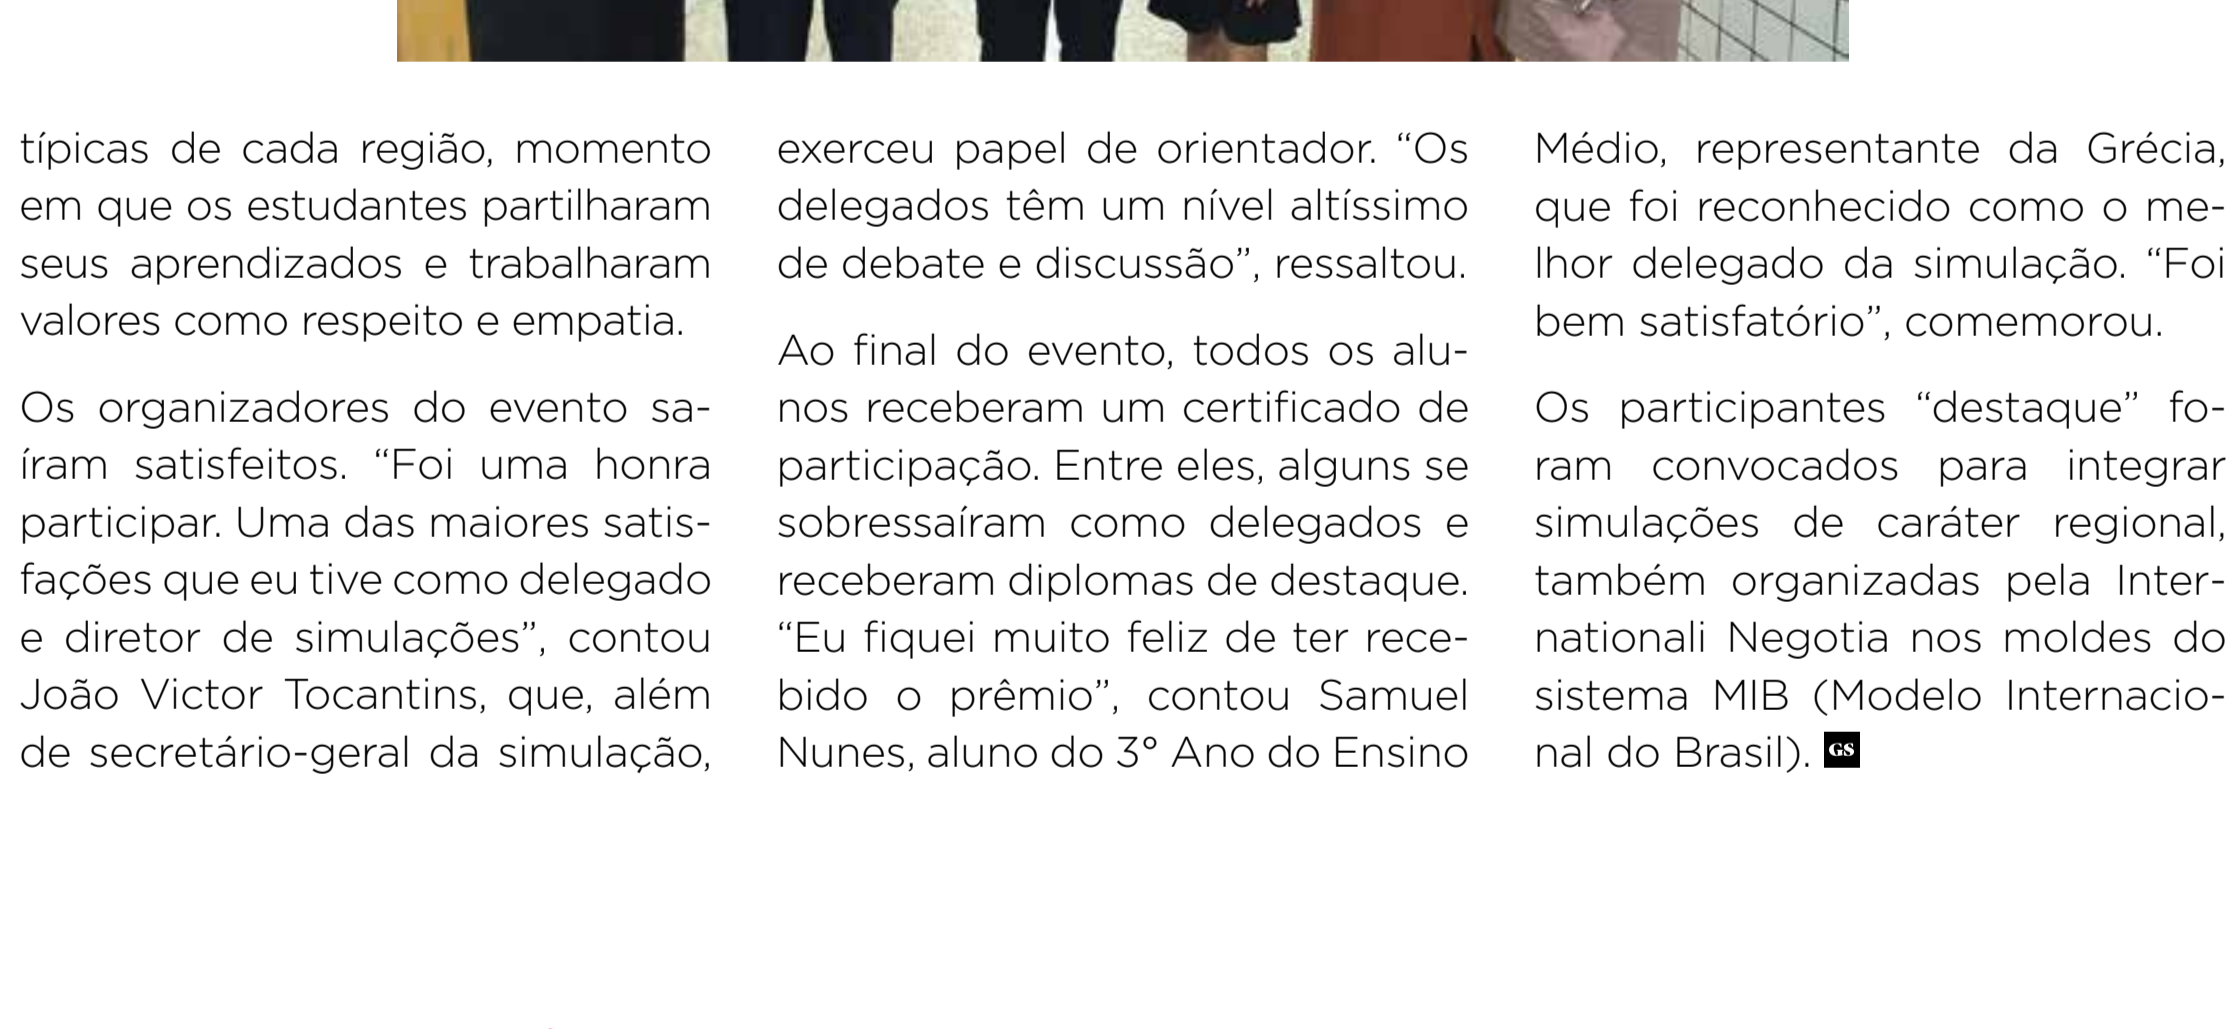 típicas de cada região, momento
em que os estudantes partilharam
seus aprendizados e trabalharam
valores como respeito e empatia.
Os organizadores do evento sa-
íram satisfeitos. “Foi uma honra
participar. Uma das maiores satis-
fações que eu tive como delegado
e diretor de simulações”, contou
João Victor Tocantins, que, além
de secretário-geral da simulação,
exerceu papel de orientador. “Os
delegados têm um nível altíssimo
de debate e discussão”, ressaltou.
Ao final do evento, todos os alu-
nos receberam um certificado de
participação. Entre eles, alguns se
sobressaíram como delegados e
receberam diplomas de destaque.
“Eu fiquei muito feliz de ter rece-
bido o prêmio”, contou Samuel
Nunes, aluno do 3° Ano do Ensino
Médio, representante da Grécia,
que foi reconhecido como o me-
lhor delegado da simulação. “Foi
bem satisfatório”, comemorou.
Os participantes “destaque” fo-
ram convocados para integrar
simulações de caráter regional,
também organizadas pela Inter-
nationali Negotia nos moldes do
sistema MIB (Modelo Internacio-
nal do Brasil). GS